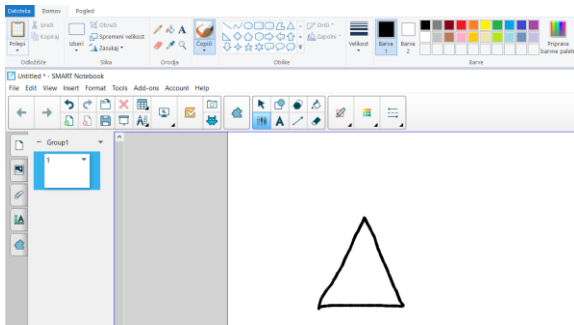 Datoteka Domov Pogled
Prilepi
Izreži
Kopiraj
Odložišče
Izberi
Obreži
Spremeni velikost
Zasukaj
Slika
A
Orodja
Čopiči
Oblike
Oriši
Zapolni
Velikost
Barva 1
Barva 2
Barve
Priprava
barvne palete
Untitled * - SMART Notebook
File Edit View Insert Format Tools Add-ons Account Help
Group1
1